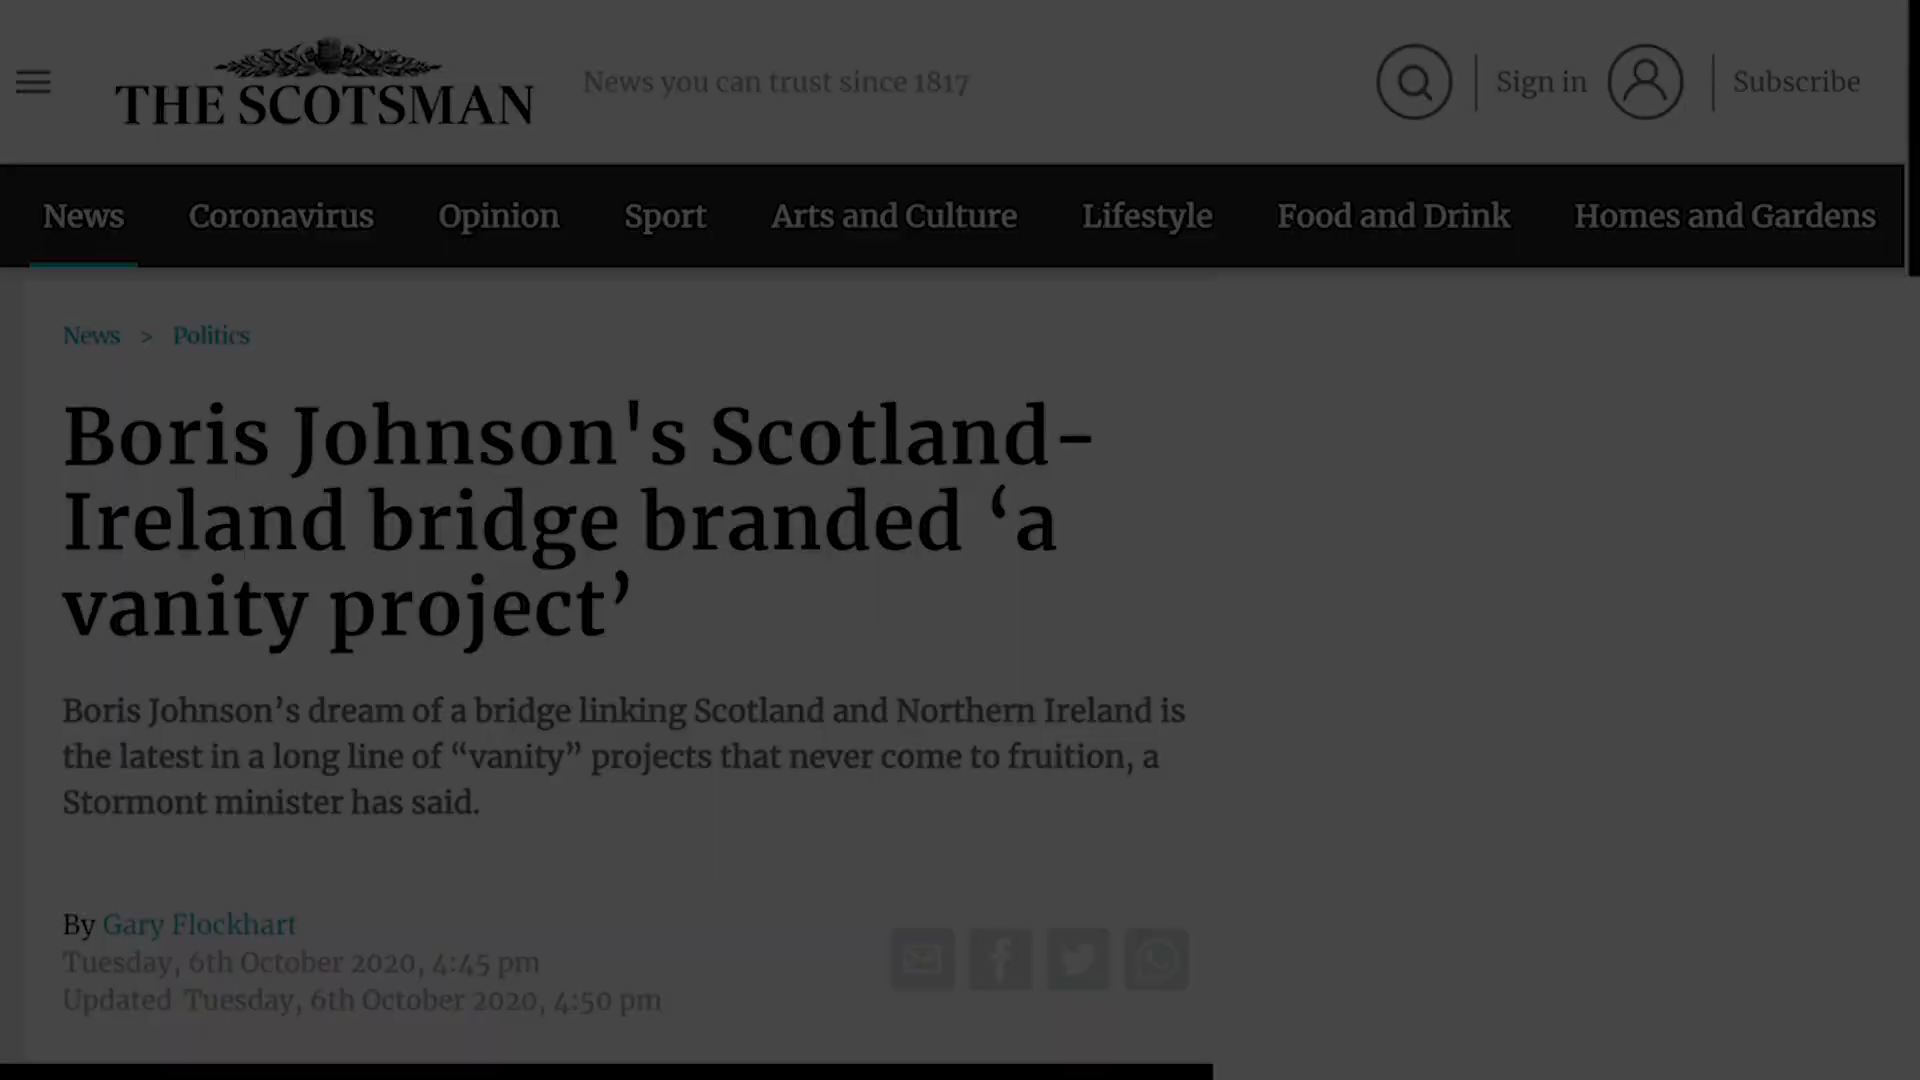 THE SCOTSMAN
News you can trust since 1817
Sign in
Subscribe
News Coronavirus Opinion Sport Arts and Culture Lifestyle Food and Drink Homes and Gardens
News > Politics
Boris Johnson's Scotland-
Ireland bridge branded ‘a
vanity project’
Boris Johnson’s dream of a bridge linking Scotland and Northern Ireland is
the latest in a long line of “vanity” projects that never come to fruition, a
Stormont minister has said.
By Gary Flockhart
Tuesday, 6th October 2020, 4:45 pm
Updated Tuesday, 6th October 2020, 4:50 pm